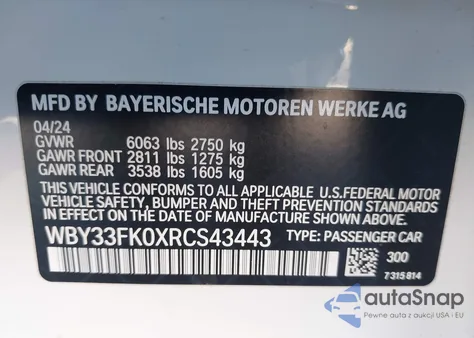 MFD BY BAYERISCHE MOTOREN WERKE AG
04/24
GVWR 6063 lbs 2750 kg
GAWR FRONT 2811 lbs 1275 kg
GAWR REAR 3538 lbs 1605 kg
THIS VEHICLE CONFORMS TO ALL APPLICABLE U.S. FEDERAL MOTOR
VEHICLE SAFETY, BUMPER AND THEFT PREVENTION STANDARDS
IN EFFECT ON THE DATE OF MANUFACTURE SHOWN ABOVE.
WBY33FK0XRCS43443 TYPE: PASSENGER CAR
300
7315814
autoSnap
Pewne auta z aukcji USA i EU